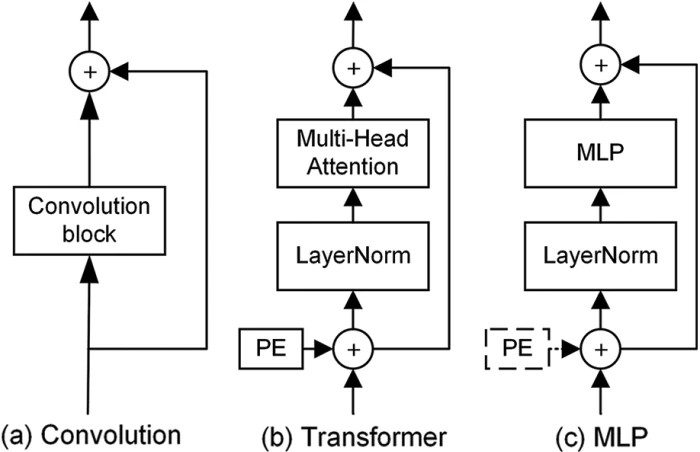 +
Convolution
block
(a) Convolution
+
Multi-Head
Attention
LayerNorm
PE
+
(b) Transformer
+
MLP
LayerNorm
PE
+
(c) MLP